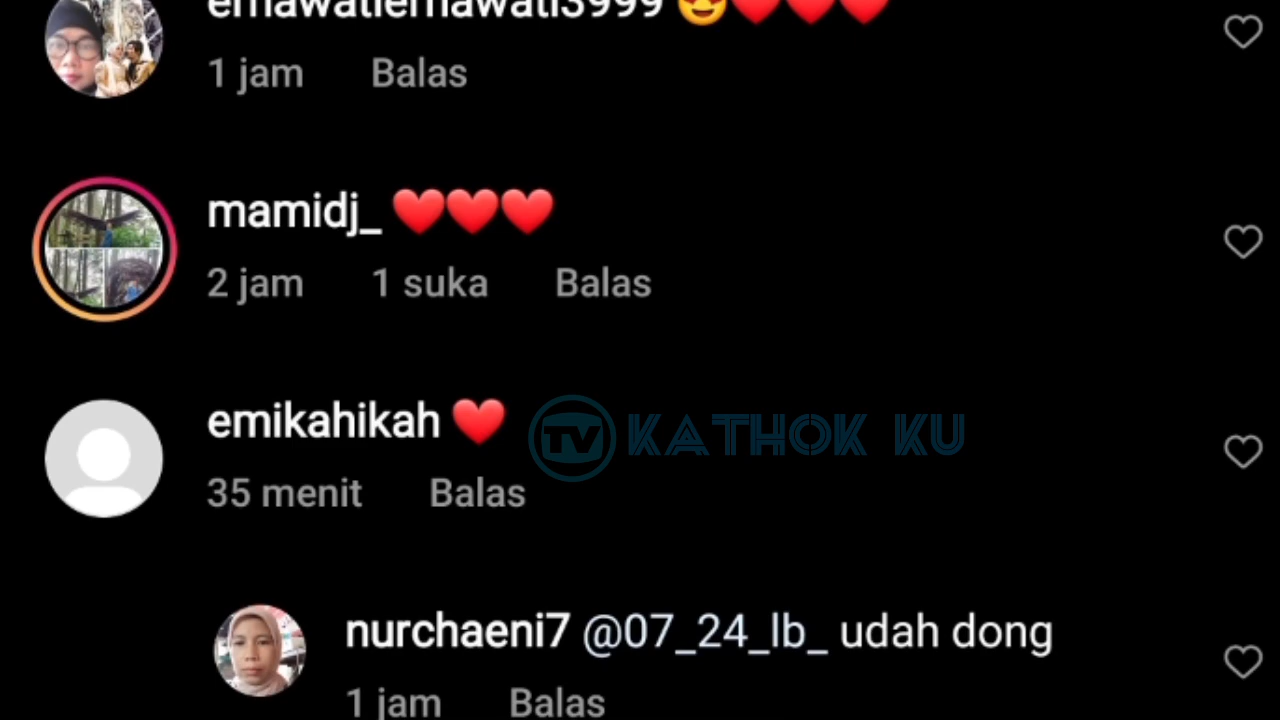 ernawatiernawati3999 😍❤️❤️❤️
1 jam Balas
mamidj_ ❤️❤️❤️
2 jam 1 suka Balas
emikahikah ❤️
TV KATHOK KU
35 menit Balas
nurchaeni7 @07_24_lb_ udah dong
1 jam Balas